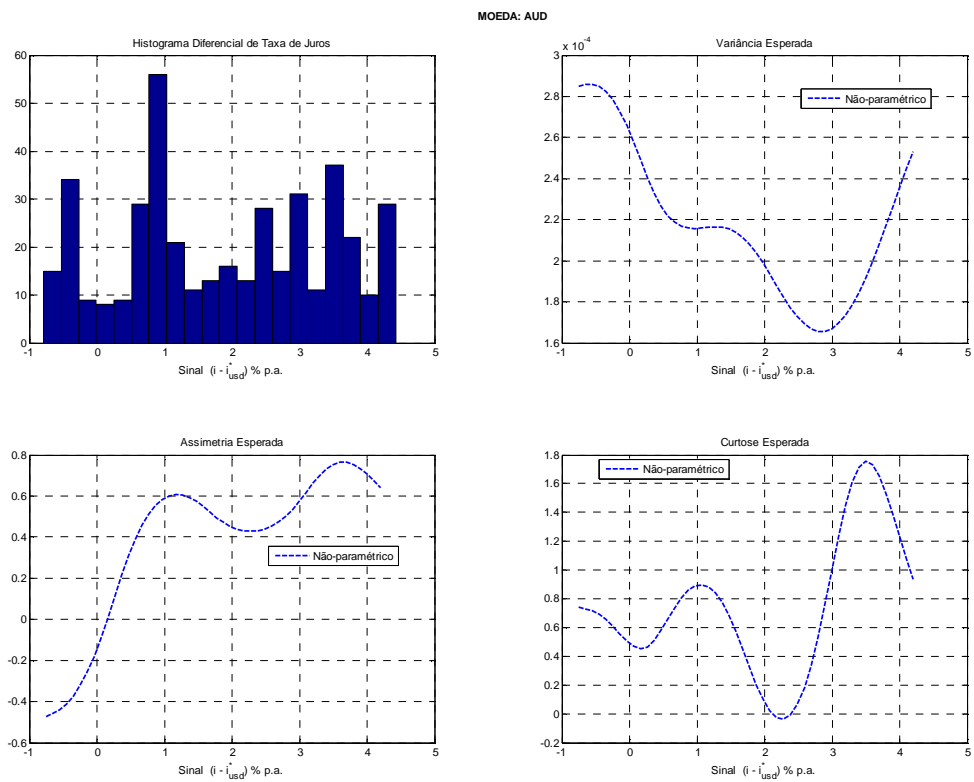 MOEDA: AUD
Histograma Diferencial de Taxa de Juros
60
50
40
30
20
10
0
-1 0 1 2 3 4 5
Sinal (i - i*usd) % p.a.
Variância Esperada
x 10-4
3
2.8
2.6
2.4
2.2
2
1.8
1.6
Não-paramétrico
-1 0 1 2 3 4 5
Sinal (i - i*usd) % p.a.
Assimetria Esperada
0.8
0.6
0.4
0.2
0
-0.2
-0.4
-0.6
Não-paramétrico
-1 0 1 2 3 4 5
Sinal (i - i*usd) % p.a.
Curtose Esperada
1.8
1.6
1.4
1.2
1
0.8
0.6
0.4
0.2
0
-0.2
Não-paramétrico
-1 0 1 2 3 4 5
Sinal (i - i*usd) % p.a.